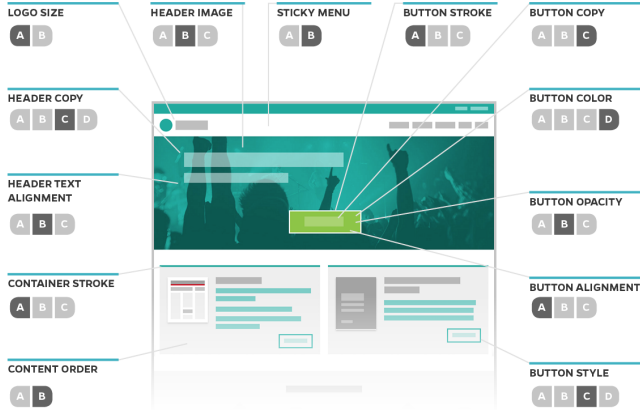 LOGO SIZE
A B
HEADER IMAGE
A B C
STICKY MENU
A B
BUTTON STROKE
A B C
BUTTON COPY
A B C
HEADER COPY
A B C D
BUTTON COLOR
A B C D
HEADER TEXT
ALIGNMENT
A B C
BUTTON OPACITY
A B C
CONTAINER STROKE
A B C
BUTTON ALIGNMENT
A B C
CONTENT ORDER
A B
BUTTON STYLE
A B C D